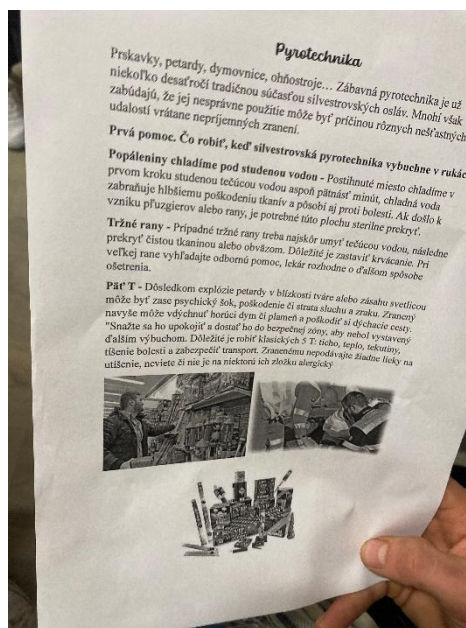 Pyrotechnika
Prskavky, petardy, dymovnice, ohňostroje... Zábavná pyrotechnika je už
niekoľko desaťročí tradičnou súčasťou silvestrovských osláv. Mnohí však
zabúdajú, že jej nesprávne použitie môže byť príčinou rôznych nešťastných
udalostí vrátane nepríjemných zranení.
Prvá pomoc. Čo robiť, keď silvestrovská pyrotechnika vybuchne v rukác
Popáleniny chladíme pod studenou vodou - Postihnuté miesto chladíme v
prvom kroku studenou tečúcou vodou aspoň pätnásť minút, chladná voda
zabraňuje hlbšiemu poškodeniu tkanív a pôsobí aj proti bolesti. Ak došlo k
vzniku pľuzgierov alebo rany, je potrebné túto plochu sterilne prekryť.
Tržné rany - Prípadné tržné rany treba najskôr umyť tečúcou vodou, následne
prekryť čistou tkaninou alebo obväzom. Dôležité je zastaviť krvácanie. Pri
veľkej rane vyhľadajte odbornú pomoc, lekár rozhodne o ďalšom spôsobe
ošetrenia.
Päť T - Dôsledkom explózie petardy v blízkosti tváre alebo zásahu svetlicou
môže byť zase psychický šok, poškodenie či strata sluchu a zraku. Zranený
navyše môže vdýchnuť horúci dym či plameň a poškodiť si dýchacie cesty.
"Snažte sa ho upokojiť a dostať ho do bezpečnej zóny, aby nebol vystavený
ďalším výbuchom. Dôležité je robiť klasických 5 T: ticho, teplo, tekutiny,
tíšenie bolesti a zabezpečiť transport. Zranenému nepodávajte žiadne lieky na
utíšenie, neviete či nie je na niektorú ich zložku alergický